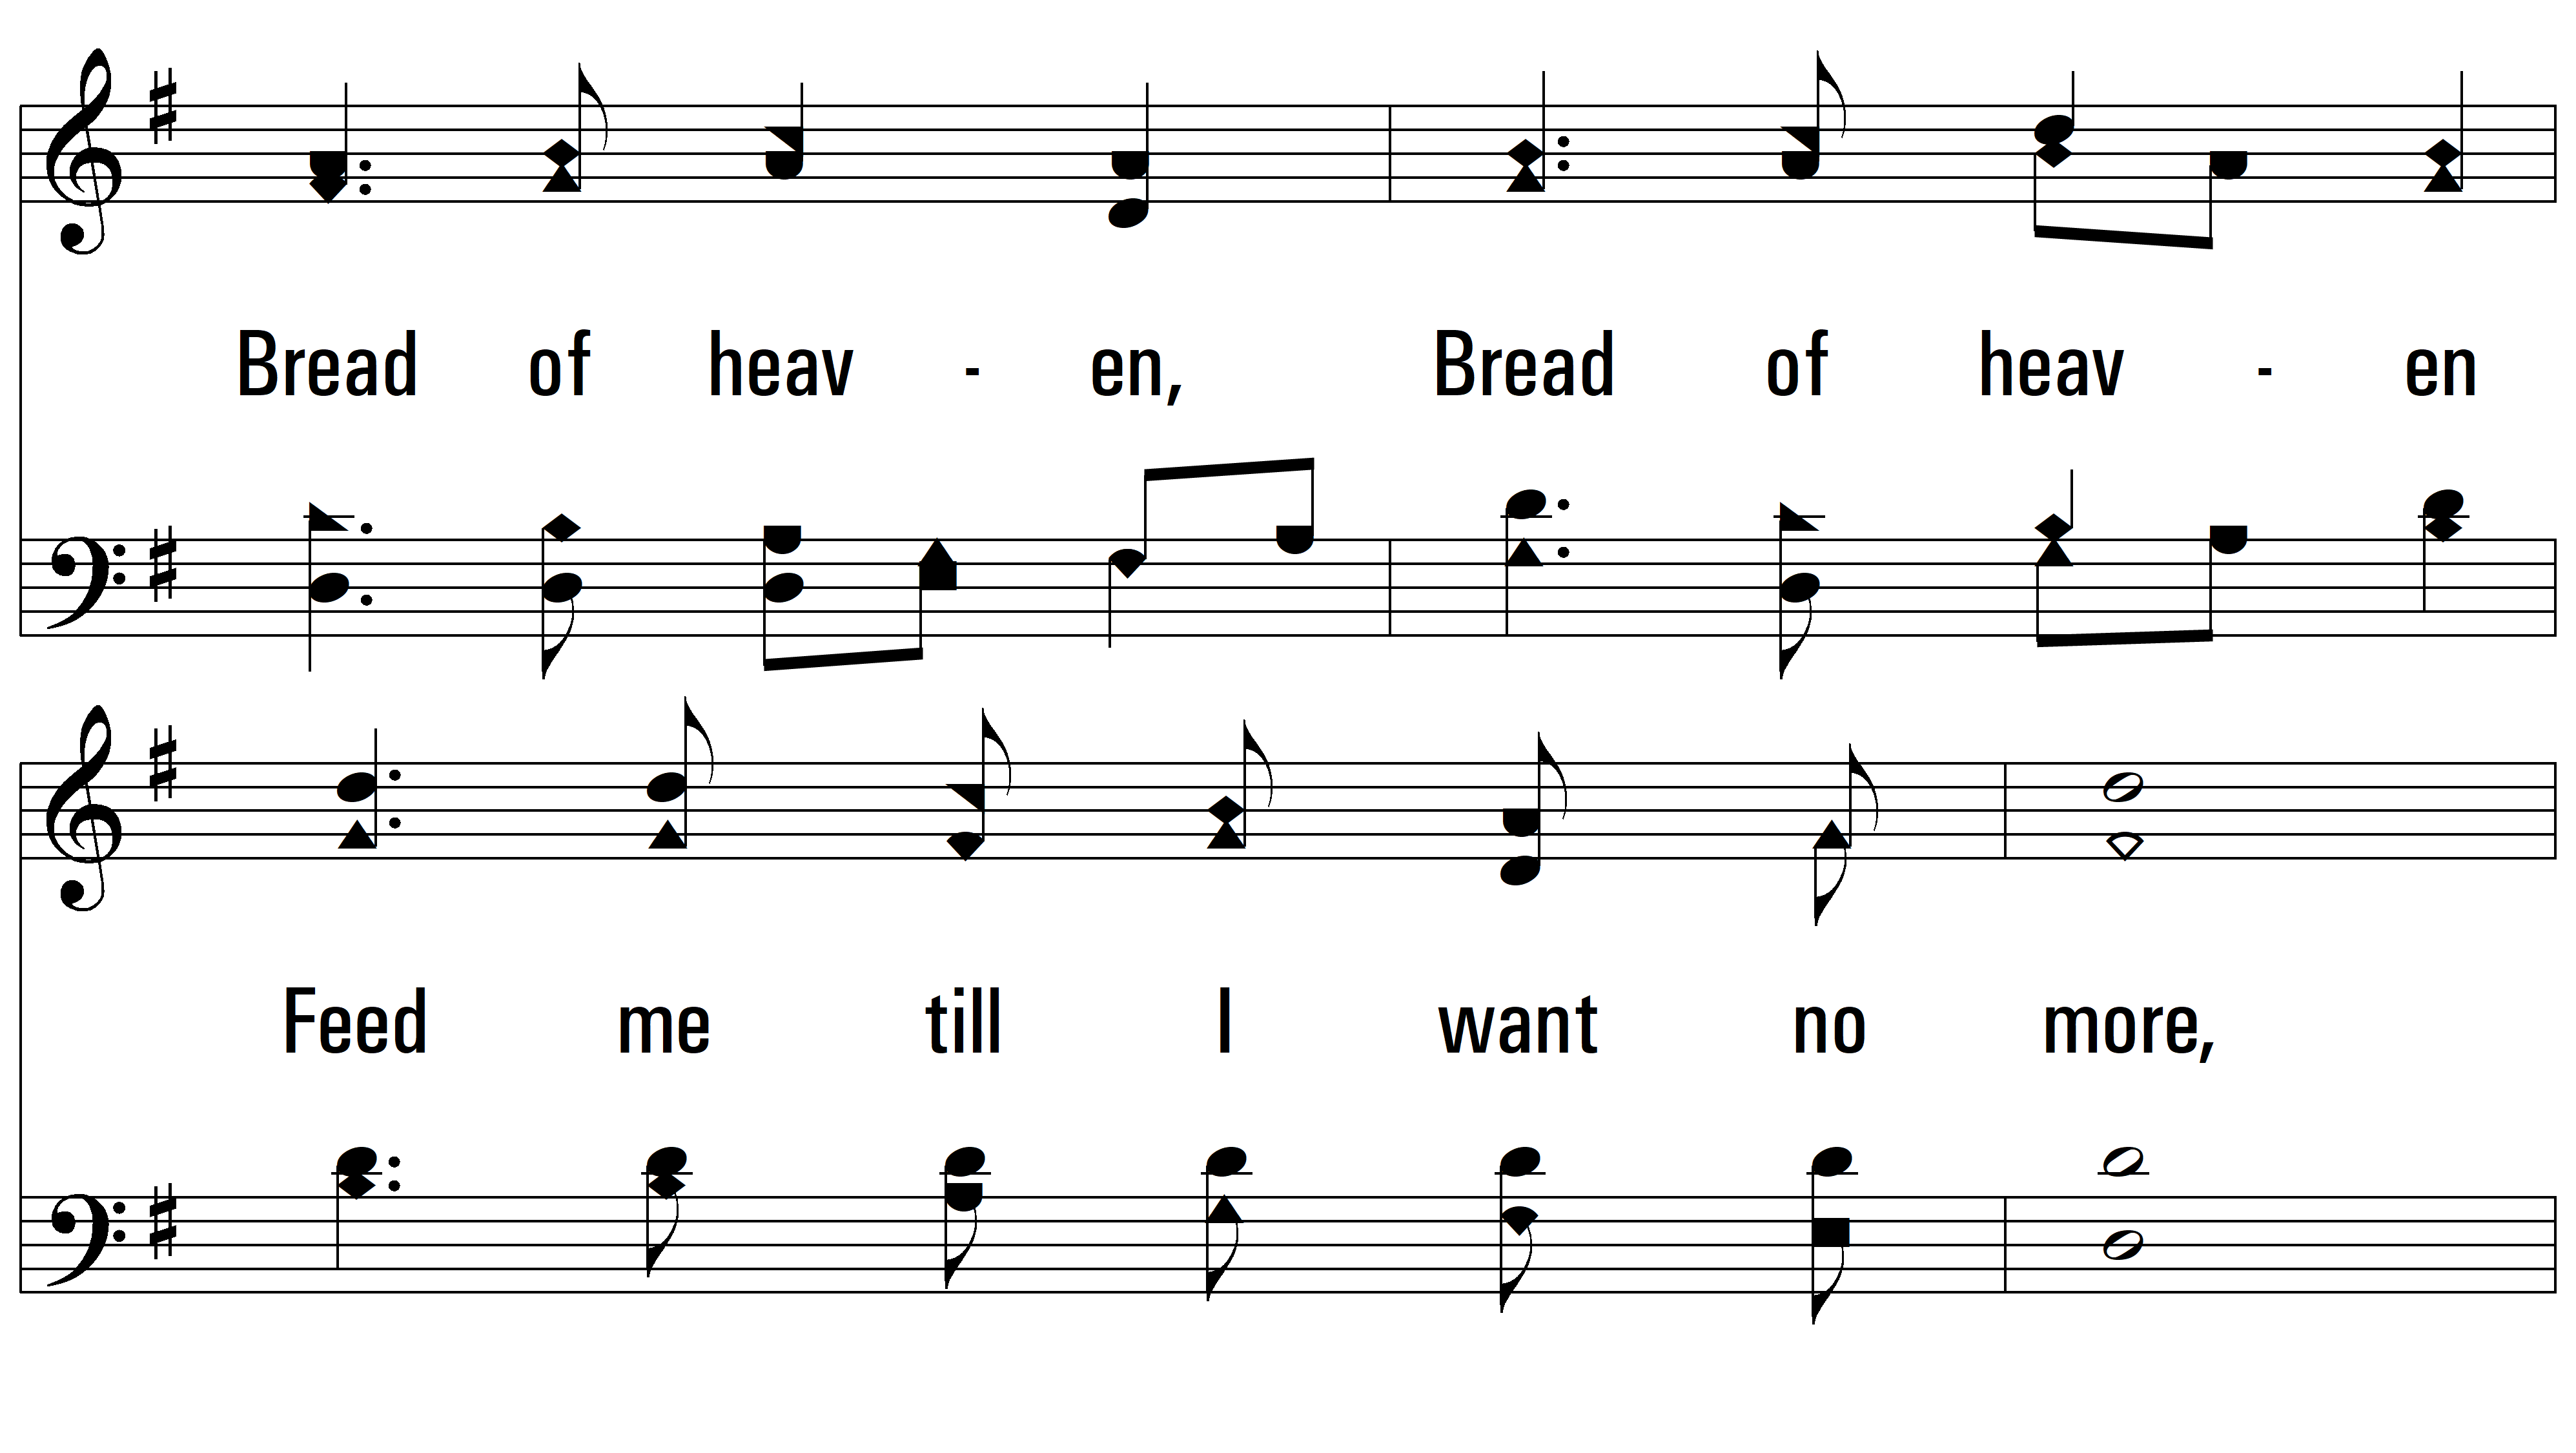 Bread of heav - en, Bread of heav - en
Feed me till I want no more,